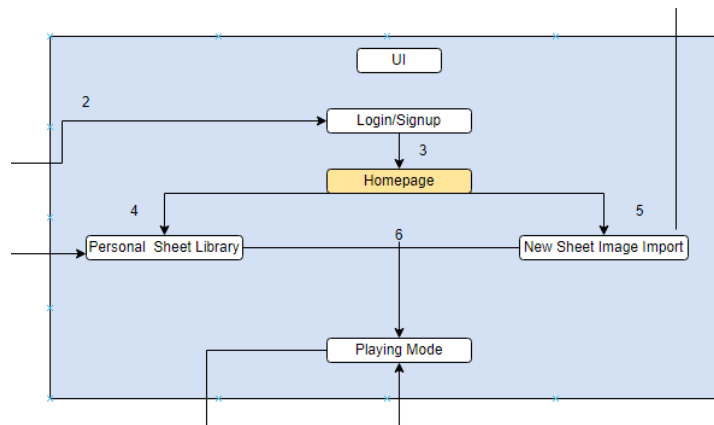 UI
2
Login/Signup
3
Homepage
4
5
Personal  Sheet Library
6
New Sheet Image Import
Playing Mode